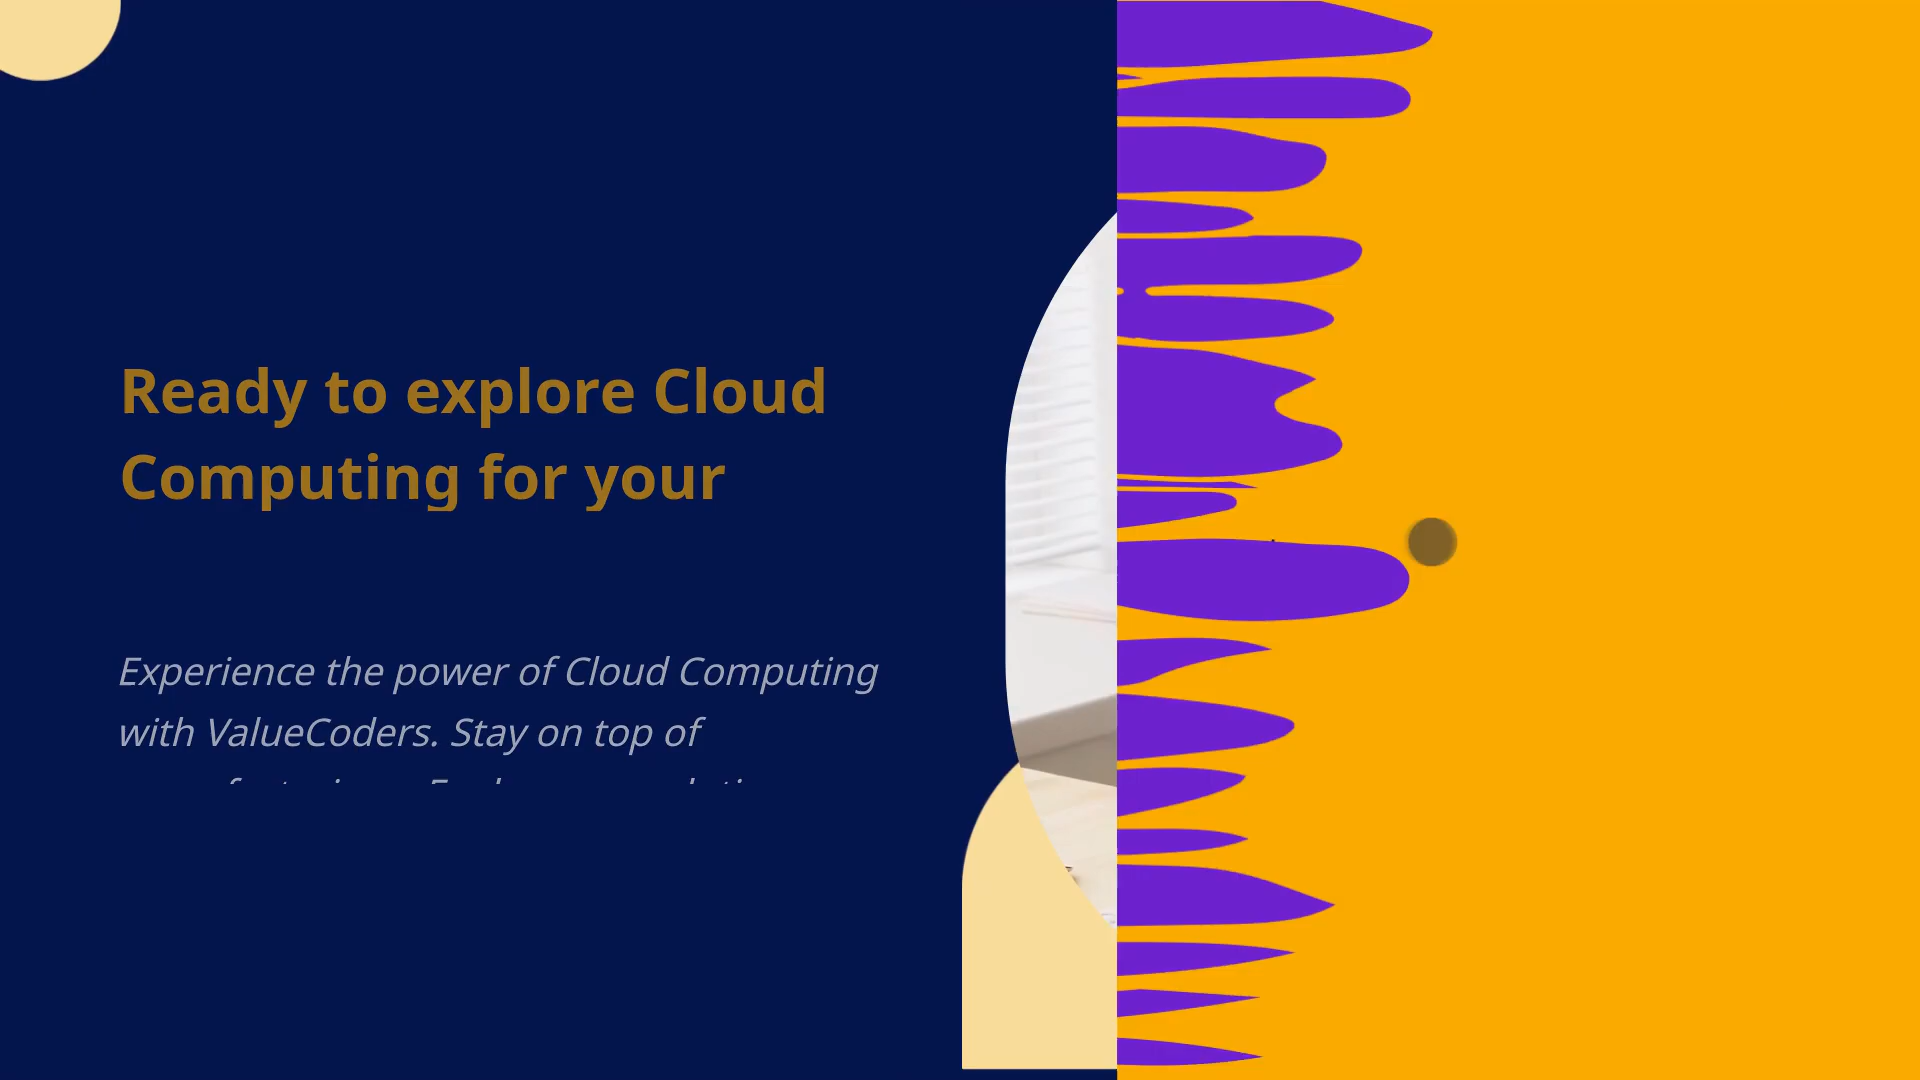 Ready to explore Cloud
Computing for your
Experience the power of Cloud Computing
with ValueCoders. Stay on top of